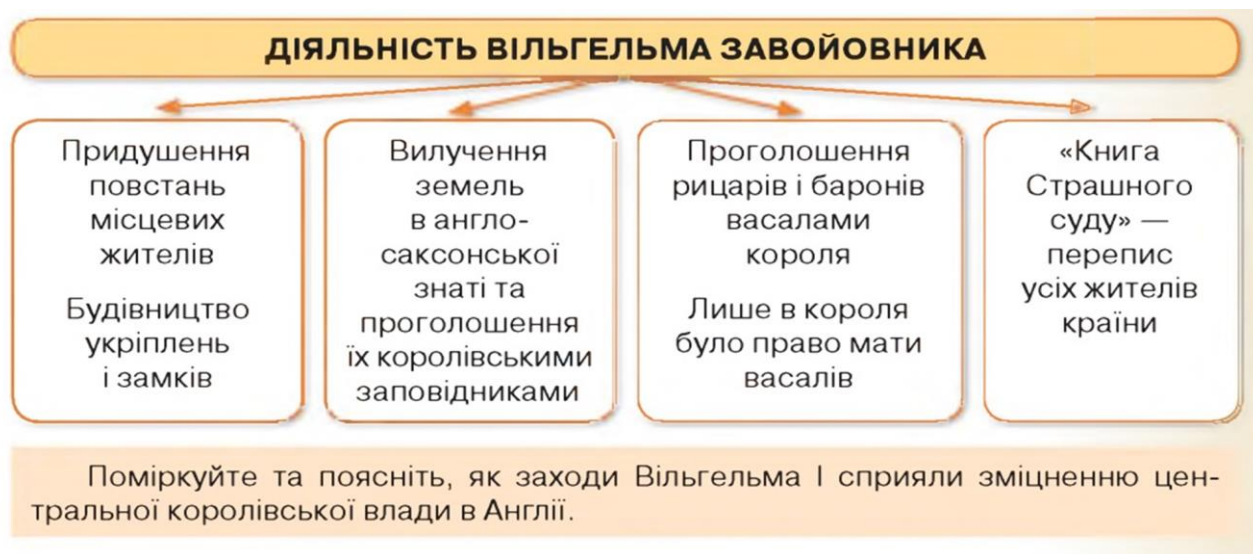 ДІЯЛЬНІСТЬ ВІЛЬГЕЛЬМА ЗАВОЙОВНИКА
Придушення
повстань
місцевих
жителів
Будівництво
укріплень
і замків
Вилучення
земель
в англо-
саксонської
знаті та
проголошення
їх королівськими
заповідниками
Проголошення
рицарів і баронів
васалами
короля
Лише в короля
було право мати
васалів
«Книга
Страшного
суду» —
перепис
усіх жителів
країни
Поміркуйте та поясніть, як заходи Вільгельма І сприяли зміцненню цен-
тральної королівської влади в Англії.